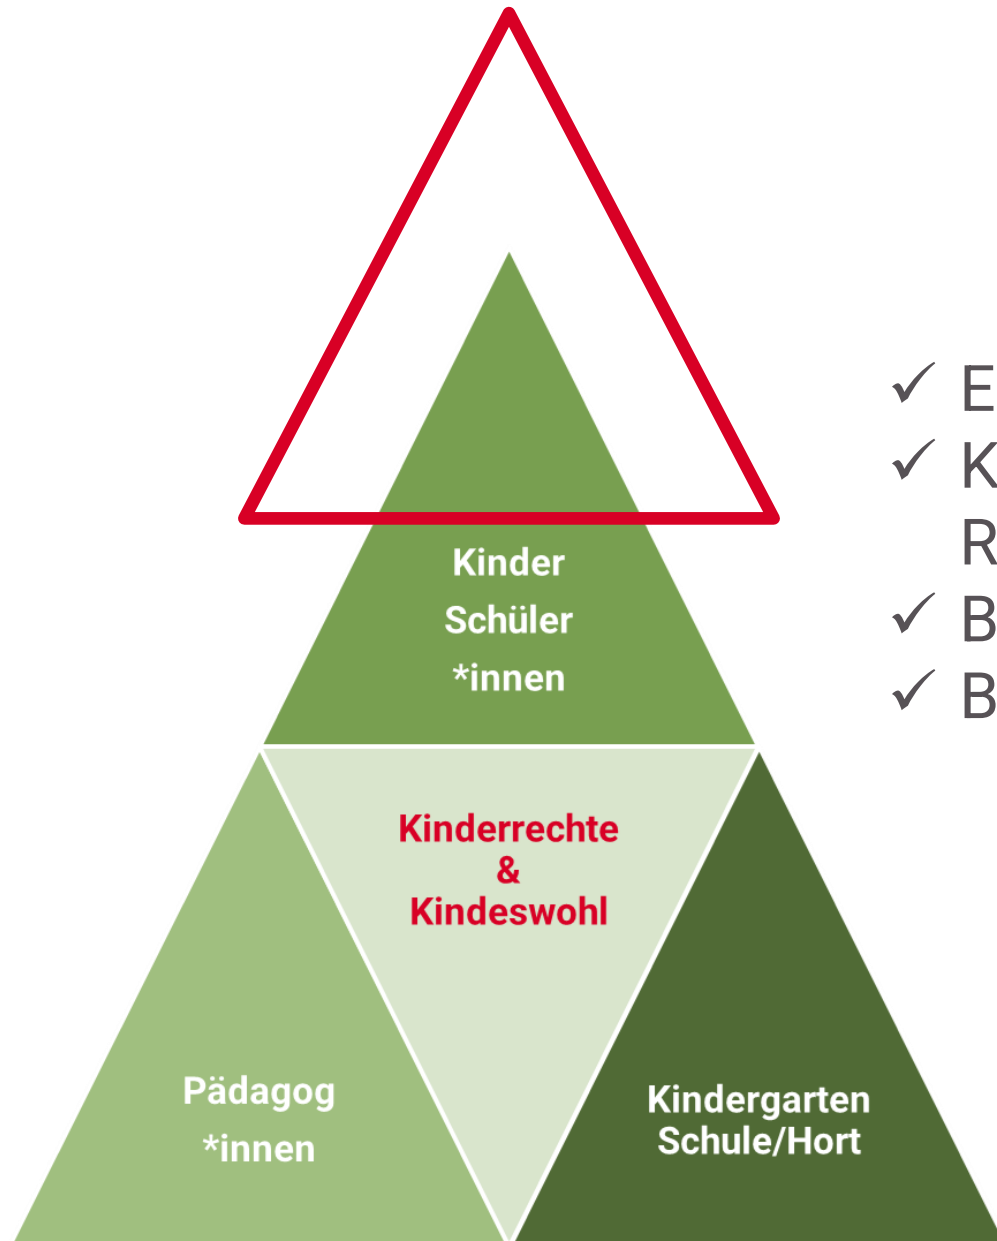 Kinder
Schüler
*innen
✓ E
✓ K
R
✓ B
✓ B
Kinderrechte
&
Kindeswohl
Pädagog
*innen
Kindergarten
Schule/Hort